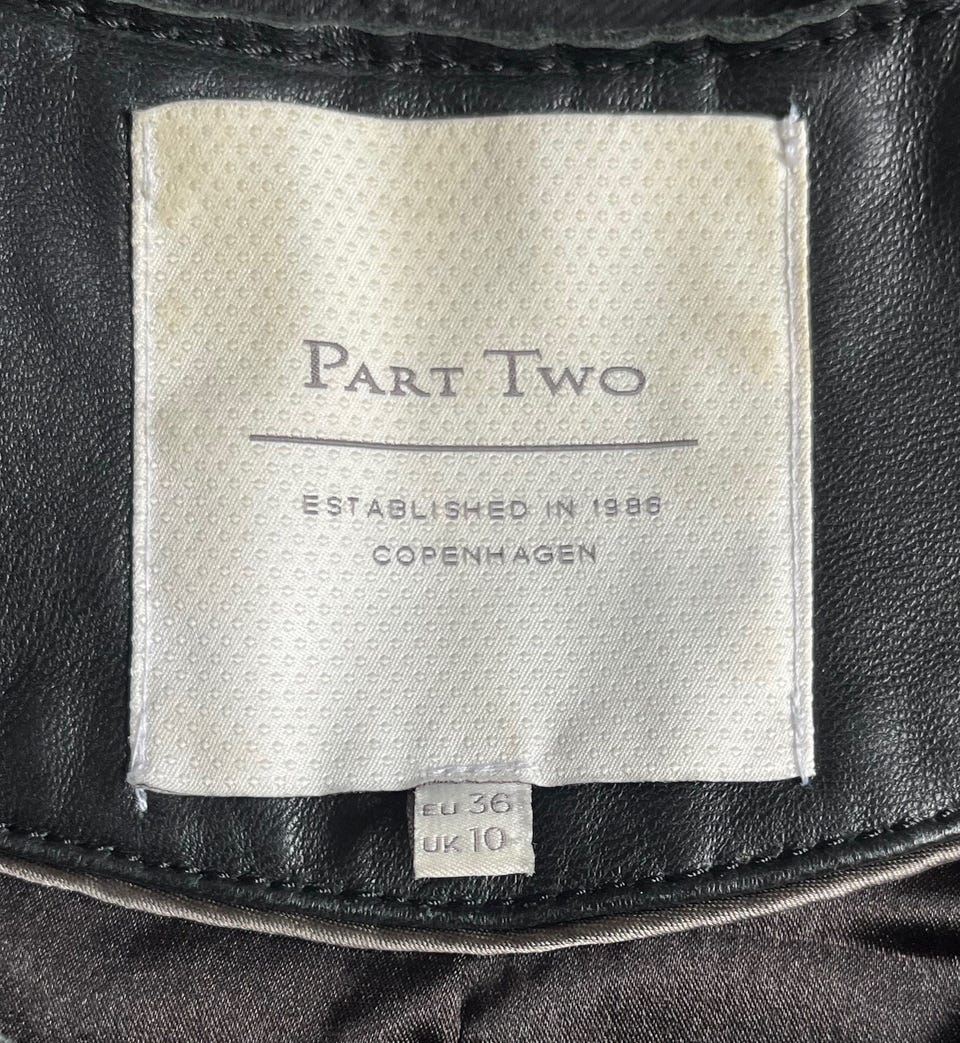 PART TWO
ESTABLISHED IN 1986
COPENHAGEN
EU 36
UK 10